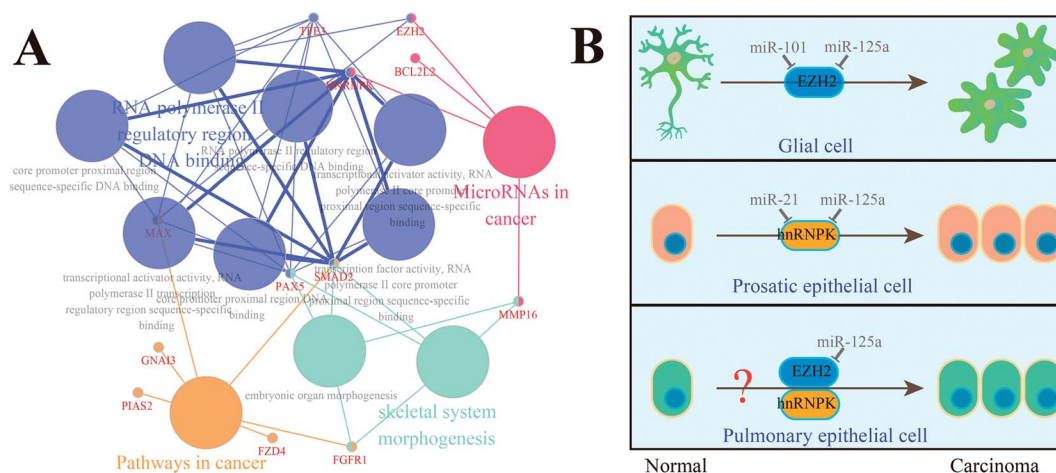 A
TFE3
EZH2
HNRNPK
BCL2L2
RNA polymerase II
regulatory region
DNA binding
RNA polymerase II regulatory region
sequence-specific DNA binding
core promoter proximal region
sequence-specific DNA binding
transcriptional activator activity, RNA
polymerase II core promoter
proximal region sequence-specific
binding
MicroRNAs in
cancer
MAX
SMAD2
PAX5
transcriptional activator activity, RNA
polymerase II transcription
regulatory region sequence-specific
binding
core promoter proximal region DNA
binding
transcription factor activity, RNA
polymerase II core promoter
proximal region sequence-specific
binding
MMP16
GNAI3
PIAS2
embryonic organ morphogenesis
skeletal system
morphogenesis
FZD4
FGFR1
Pathways in cancer
B
miR-101
miR-125a
EZH2
Glial cell
miR-21
miR-125a
hnRNPK
Prosatic epithelial cell
miR-125a
?
EZH2
hnRNPK
Pulmonary epithelial cell
Normal
Carcinoma